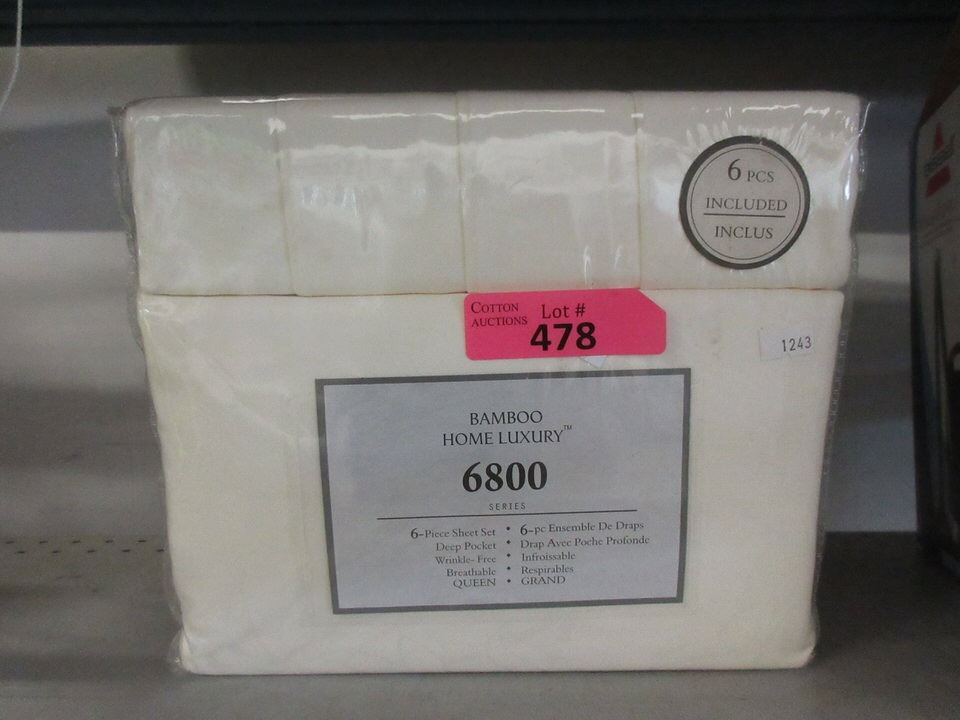 6 PCS
INCLUDED
INCLUS
COTTON
AUCTIONS
Lot #
478
1243
BAMBOO
HOME LUXURY™
6800
SERIES
6-Piece Sheet Set • 6-pc Ensemble De Draps
Deep Pocket • Drap Avec Poche Profonde
Wrinkle-Free • Infroissable
Breathable • Respirables
QUEEN • GRAND